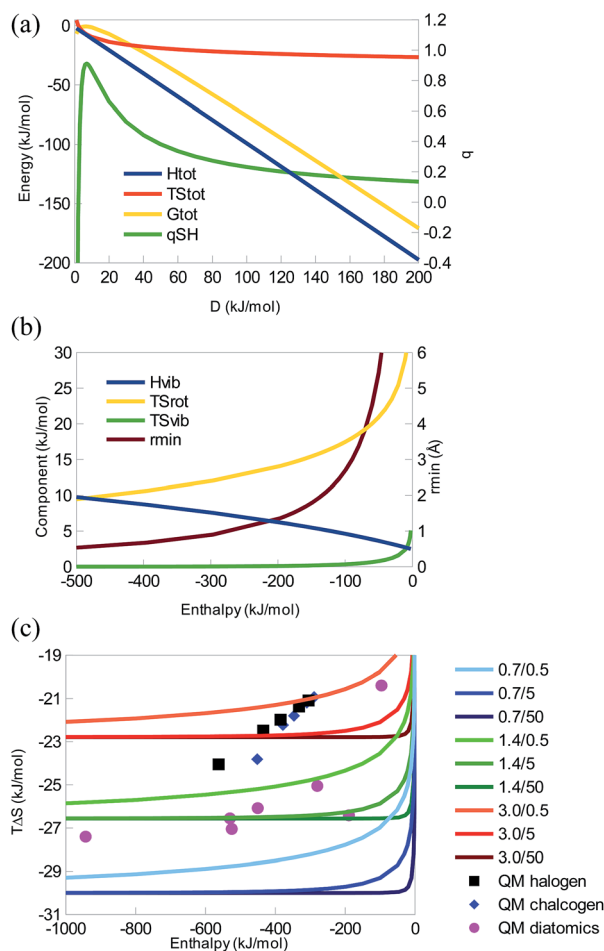 (a)
0
-50
-100
-150
-200
Energy (kJ/mol)
1.2
1.0
0.8
0.6
0.4
0.2
0.0
-0.2
-0.4
q
Htot
TStot
Gtot
qSH
0 20 40 60 80 100 120 140 160 180 200
D (kJ/mol)
(b)
30
25
20
15
10
5
0
Component (kJ/mol)
6
5
4
3
2
1
0
rmin (Å)
Hvib
TSrot
TSvib
rmin
-500 -400 -300 -200 -100 0
Enthalpy (kJ/mol)
(c)
-19
-21
-23
-25
-27
-29
-31
TΔS (kJ/mol)
-1000 -800 -600 -400 -200 0
Enthalpy (kJ/mol)
0.7/0.5
0.7/5
0.7/50
1.4/0.5
1.4/5
1.4/50
3.0/0.5
3.0/5
3.0/50
QM halogen
QM chalcogen
QM diatomics